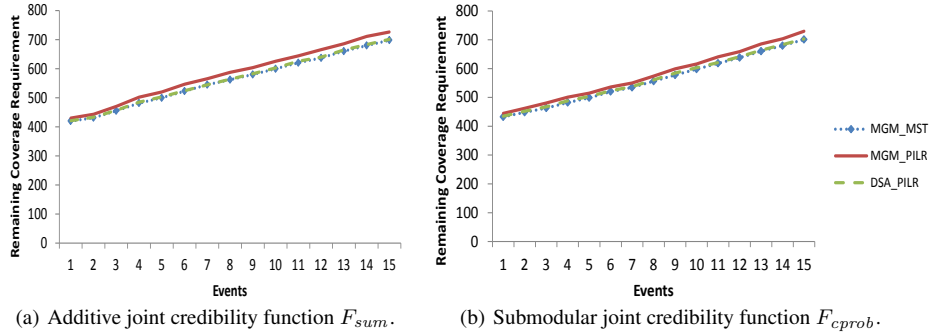 Remaining Coverage Requirement
800
700
600
500
400
300
200
100
0
1 2 3 4 5 6 7 8 9 10 11 12 13 14 15
Events
(a) Additive joint credibility function F_sum.
Remaining Coverage Requirement
800
700
600
500
400
300
200
100
0
1 2 3 4 5 6 7 8 9 10 11 12 13 14 15
Events
MGM_MST
MGM_PILR
DSA_PILR
(b) Submodular joint credibility function F_cprob.